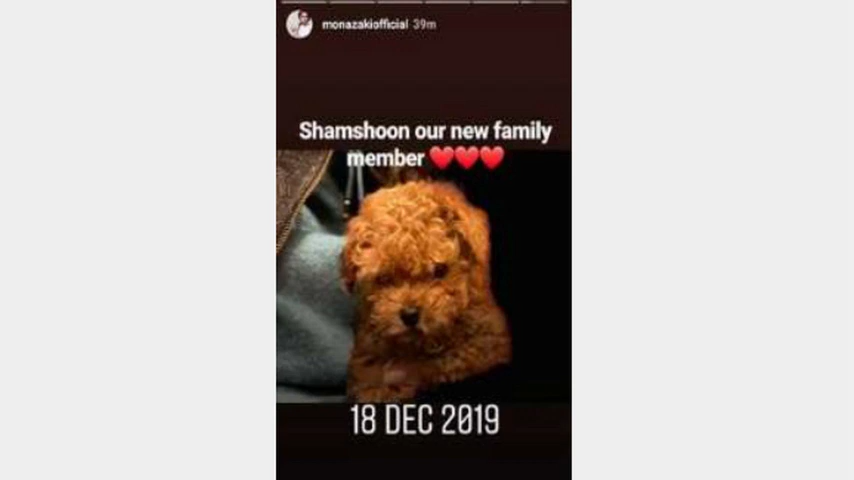 monazakiofficial 39m
Shamshoon our new family
member ❤️❤️❤️
18 DEC 2019